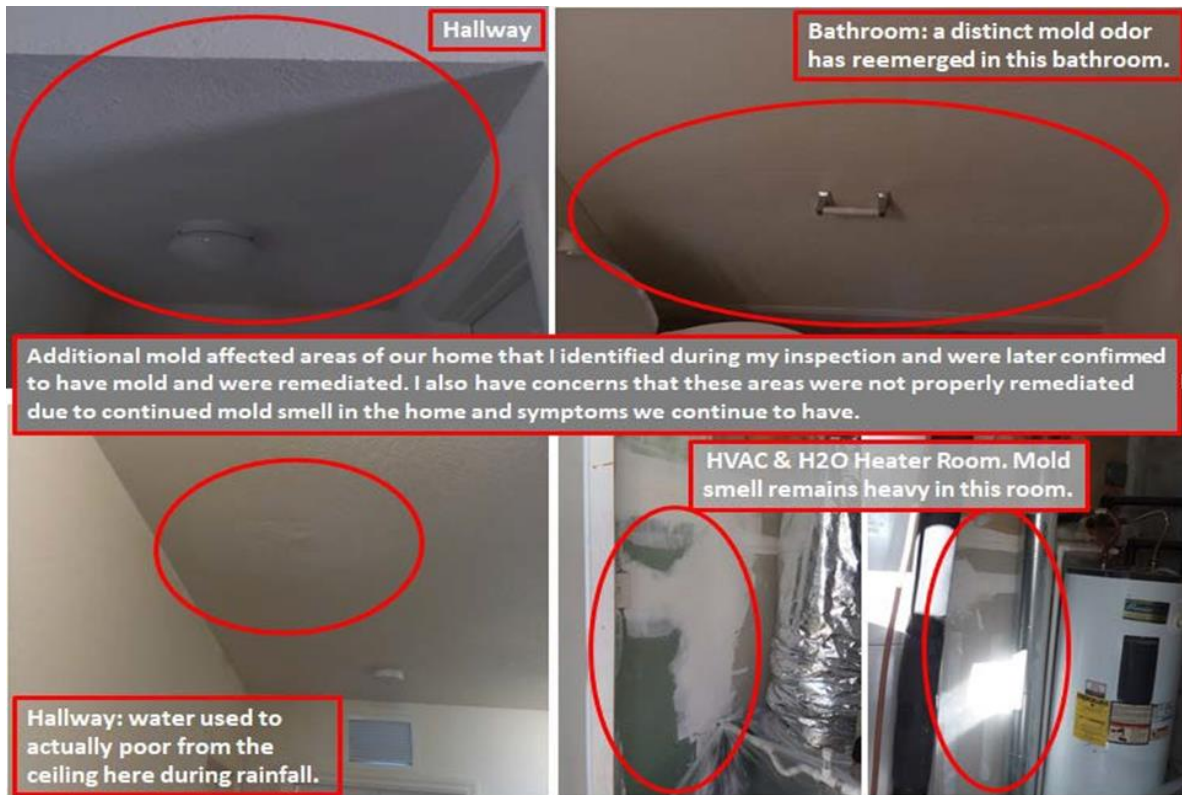 Hallway
Bathroom: a distinct mold odor
has reemerged in this bathroom.
Additional mold affected areas of our home that I identified during my inspection and were later confirmed
to have mold and were remediated. I also have concerns that these areas were not properly remediated
due to continued mold smell in the home and symptoms we continue to have.
HVAC & H2O Heater Room. Mold
smell remains heavy in this room.
Hallway: water used to
actually poor from the
ceiling here during rainfall.